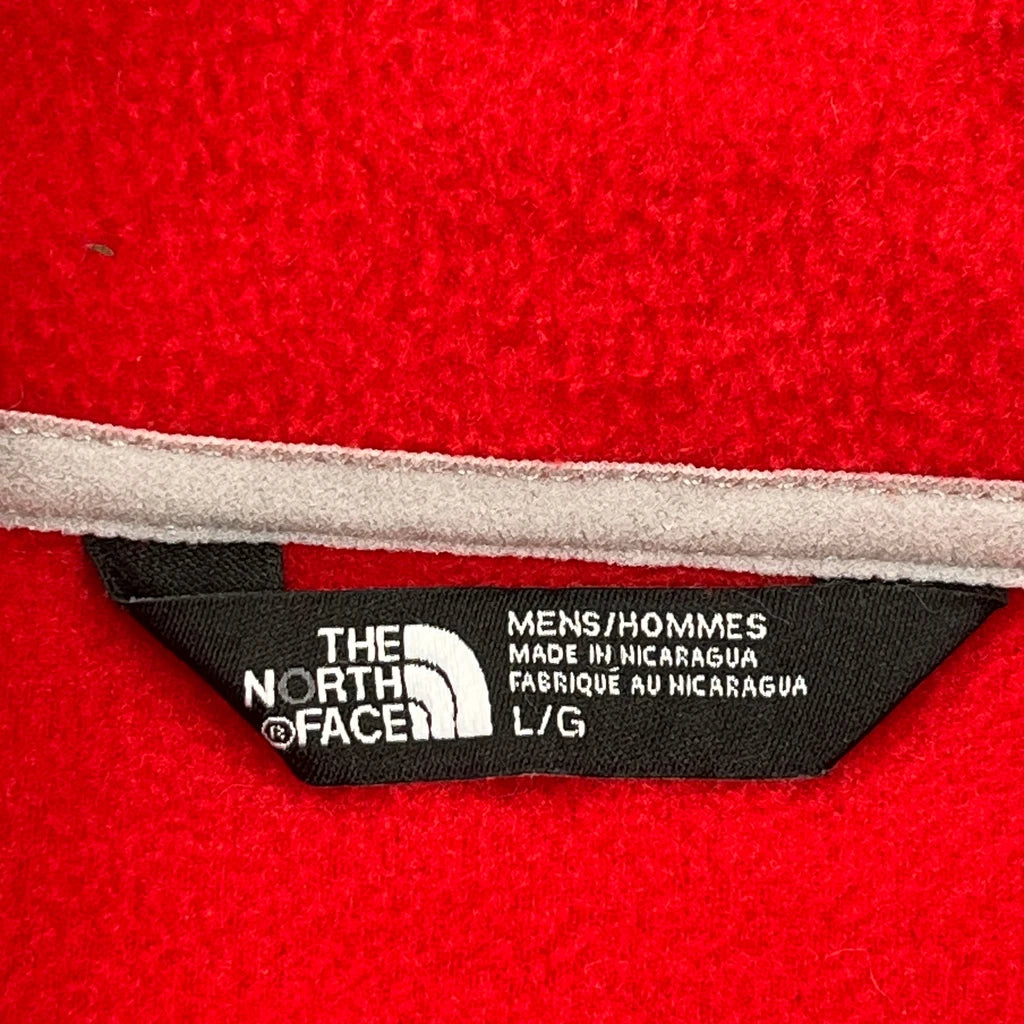 THE
NORTH
®FACE
MENS/HOMMES
MADE IN NICARAGUA
FABRIQUÉ AU NICARAGUA
L/G